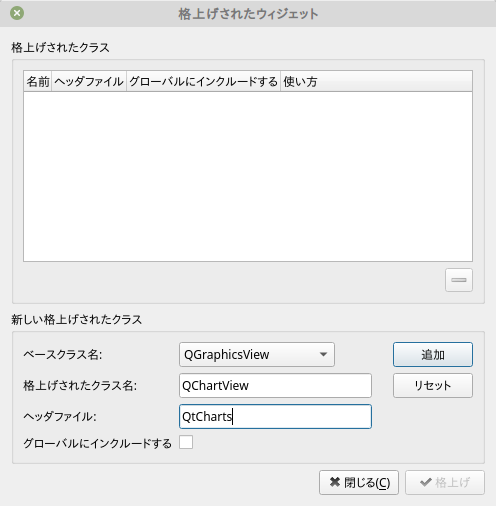 格上げされたウィジェット
格上げされたクラス
名前 ヘッダファイル グローバルにインクルードする 使い方
新しい格上げされたクラス
ベースクラス名: QGraphicsView 追加
格上げされたクラス名: QChartView リセット
ヘッダファイル: QtCharts
グローバルにインクルードする
閉じる(C) 格上げ